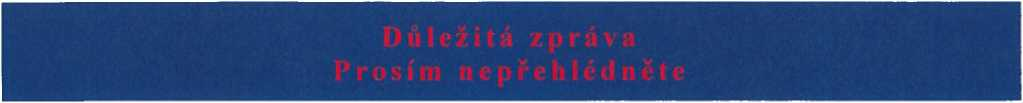 Důležitá zpráva
Prosím nepřehlédněte